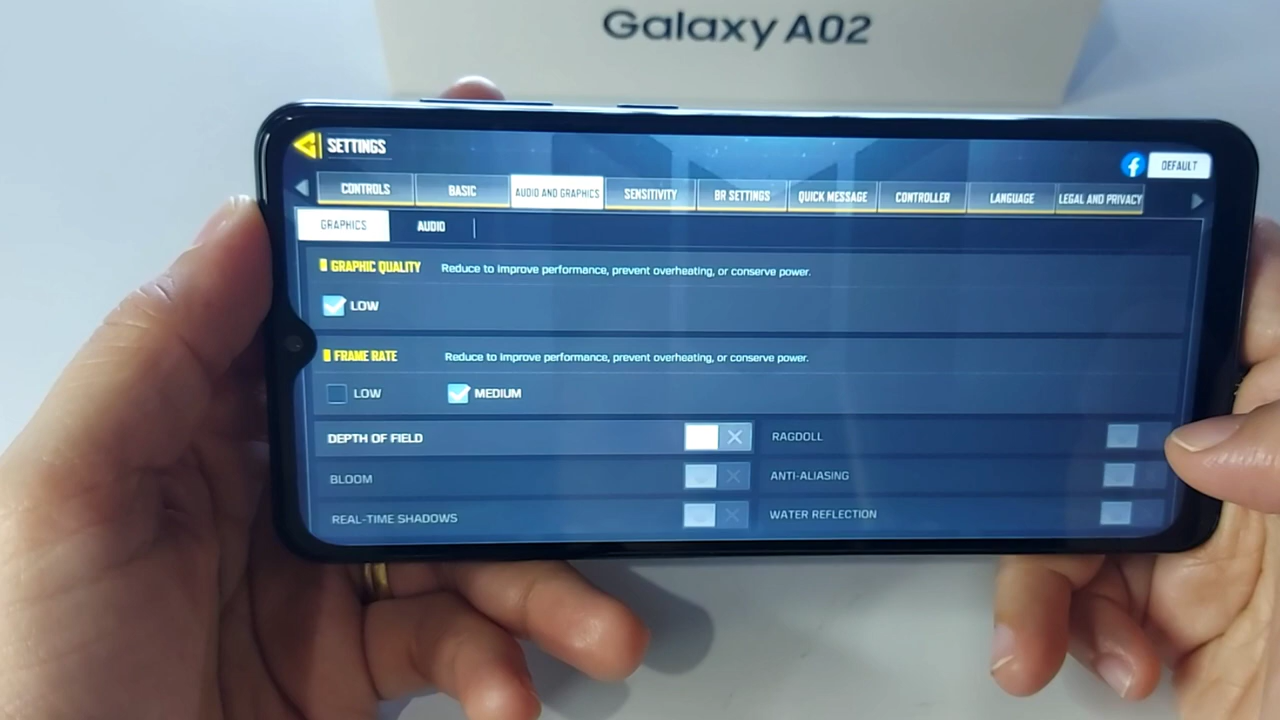 Galaxy A02
SETTINGS
DEFAULT
CONTROLS BASIC AUDIO AND GRAPHICS SENSITIVITY BR SETTINGS QUICK MESSAGE CONTROLLER LANGUAGE LEGAL AND PRIVACY
GRAPHICS AUDIO
GRAPHIC QUALITY Reduce to improve performance, prevent overheating, or conserve power.
LOW
FRAME RATE Reduce to improve performance, prevent overheating, or conserve power.
LOW MEDIUM
DEPTH OF FIELD RAGDOLL
BLOOM ANTI-ALIASING
REAL-TIME SHADOWS WATER REFLECTION